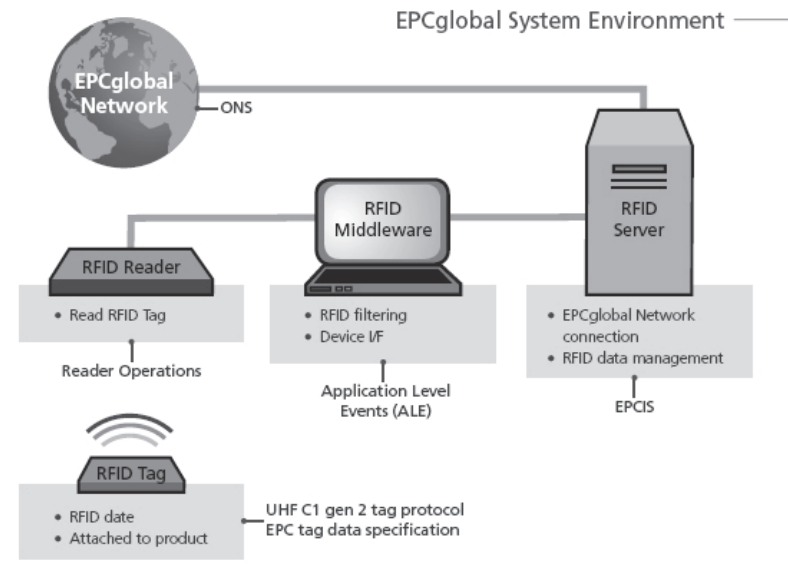 EPCglobal System Environment
EPCglobal
Network
ONS
RFID
Middleware
RFID
Server
RFID Reader
• Read RFID Tag
Reader Operations
• RFID filtering
• Device I/F
Application Level
Events (ALE)
• EPCglobal Network
connection
• RFID data management
EPCIS
RFID Tag
• RFID date
• Attached to product
UHF C1 gen 2 tag protocol
EPC tag data specification